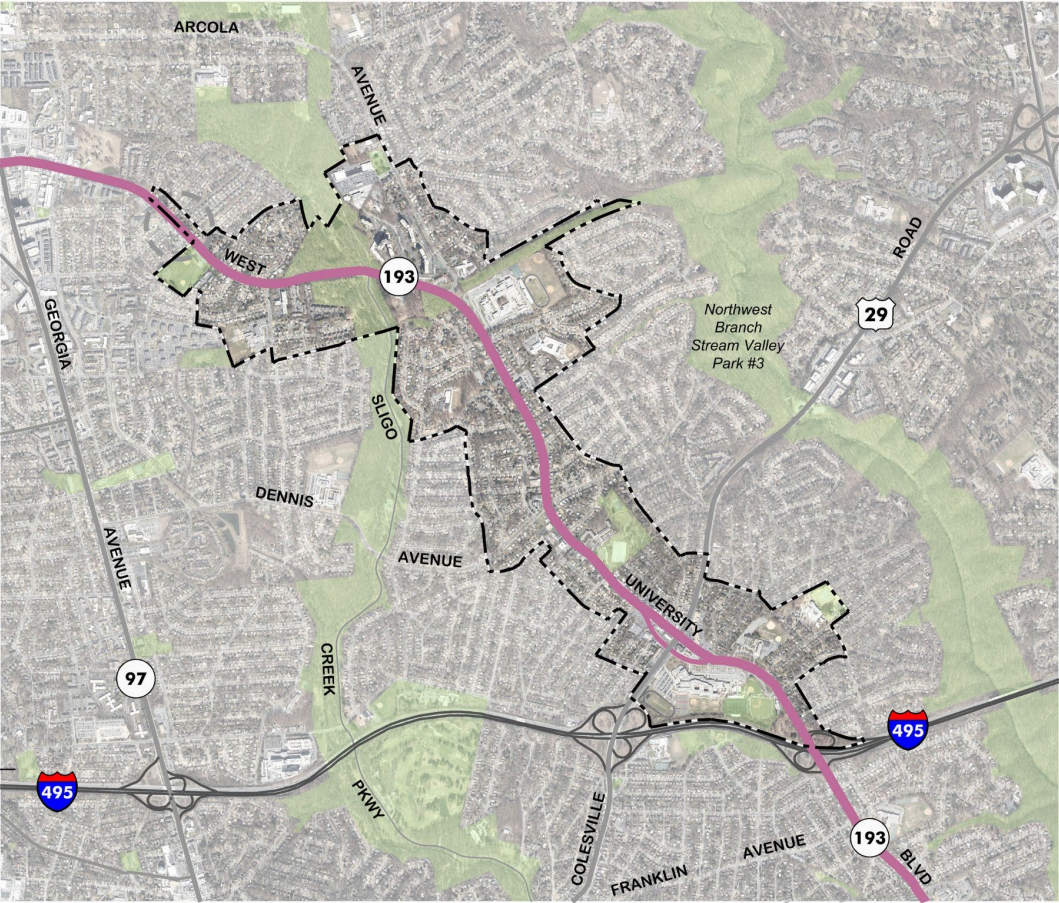 ARCOLA
AVENUE
193
WEST
ROAD
29
Northwest
Branch
Stream Valley
Park #3
GEORGIA
SLIGO
DENNIS
AVENUE
AVENUE
UNIVERSITY
CREEK
97
495
495
PKWY
COLESVILLE
193
AVENUE
FRANKLIN
BLVD